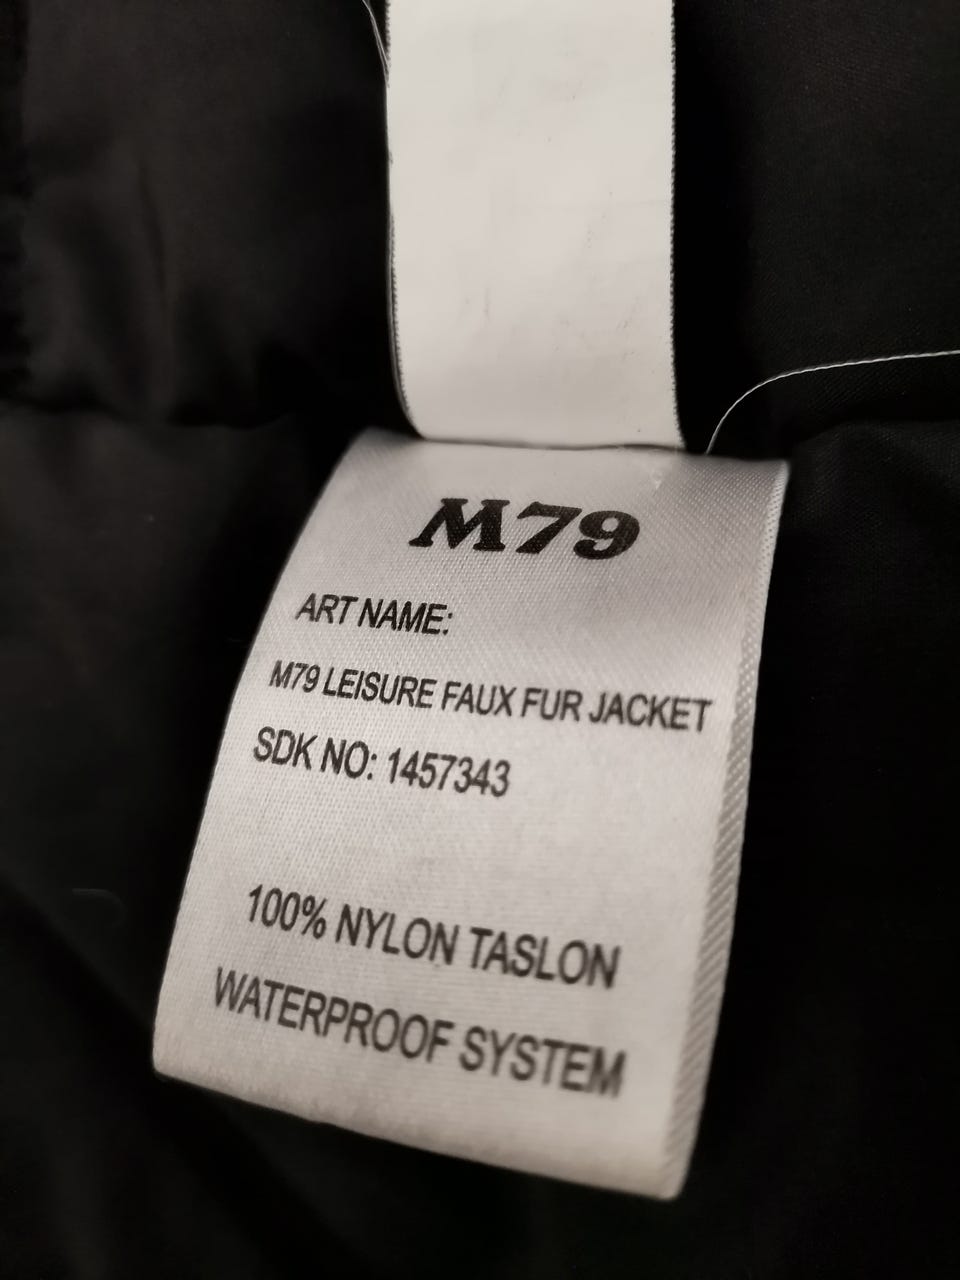 M79
ART NAME:
M79 LEISURE FAUX FUR JACKET
SDK NO: 1457343
100% NYLON TASLON
WATERPROOF SYSTEM